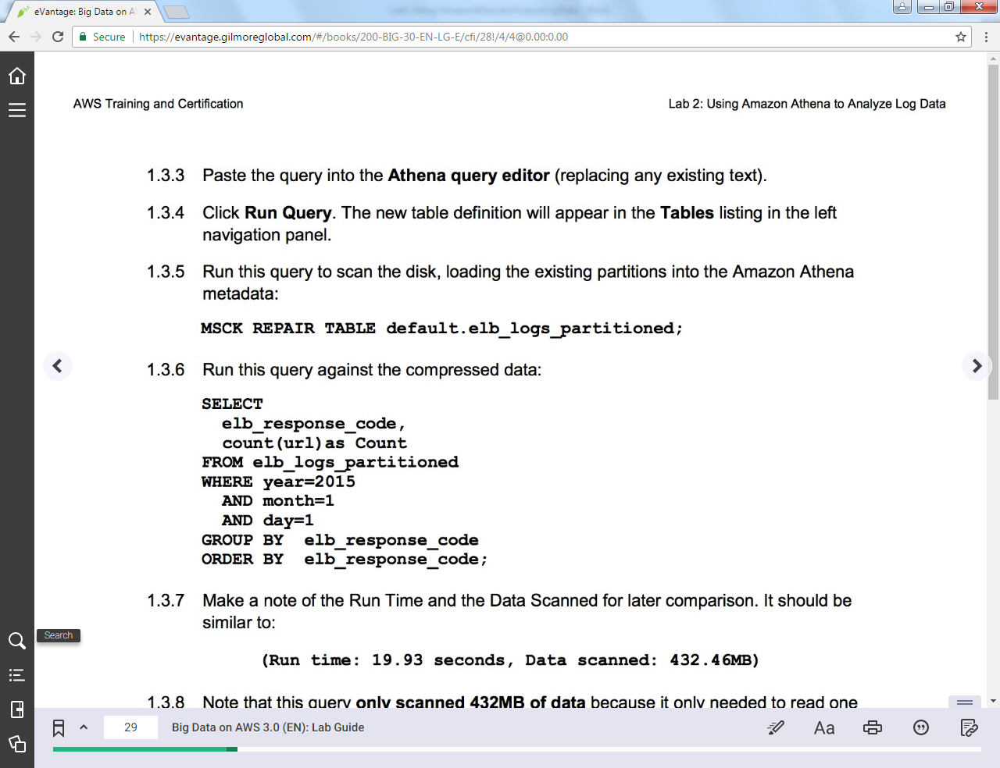 eVantage: Big Data on A
Secure https://evantage.gilmoreglobal.com/#/books/200-BIG-30-EN-LG-E/cfi/28!/4/4@0.00:0.00
AWS Training and Certification Lab 2: Using Amazon Athena to Analyze Log Data
1.3.3 Paste the query into the Athena query editor (replacing any existing text).
1.3.4 Click Run Query. The new table definition will appear in the Tables listing in the left
navigation panel.
1.3.5 Run this query to scan the disk, loading the existing partitions into the Amazon Athena
metadata:
MSCK REPAIR TABLE default.elb_logs_partitioned;
1.3.6 Run this query against the compressed data:
SELECT
elb_response_code,
count(url)as Count
FROM elb_logs_partitioned
WHERE year=2015
AND month=1
AND day=1
GROUP BY elb_response_code
ORDER BY elb_response_code;
1.3.7 Make a note of the Run Time and the Data Scanned for later comparison. It should be
similar to:
Search
(Run time: 19.93 seconds, Data scanned: 432.46MB)
1.3.8 Note that this query only scanned 432MB of data because it only needed to read one
29 Big Data on AWS 3.0 (EN): Lab Guide
Aa